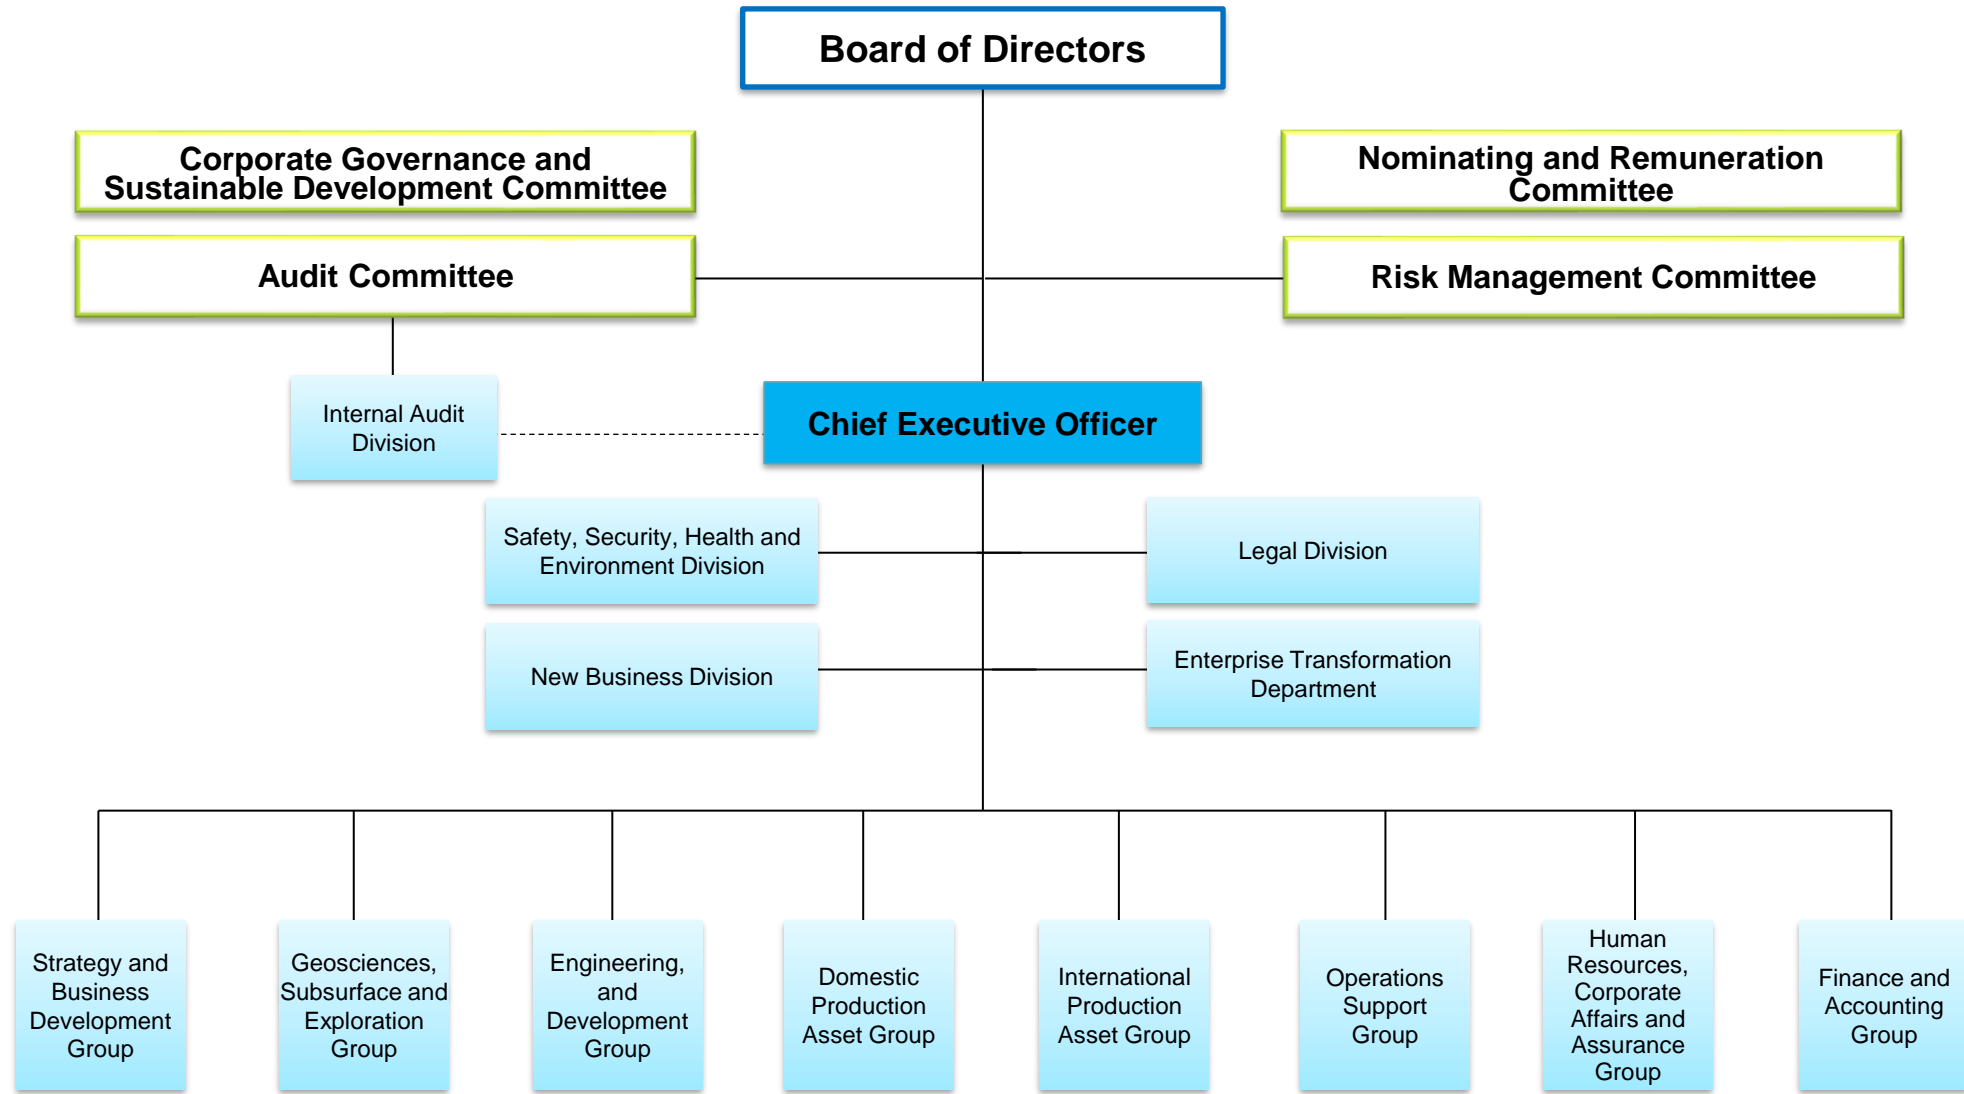 Board of Directors
Corporate Governance and
Sustainable Development Committee
Nominating and Remuneration
Committee
Audit Committee
Risk Management Committee
Internal Audit
Division
Chief Executive Officer
Safety, Security, Health and
Environment Division
Legal Division
New Business Division
Enterprise Transformation
Department
Strategy and
Business
Development
Group
Geosciences,
Subsurface and
Exploration
Group
Engineering,
and
Development
Group
Domestic
Production
Asset Group
International
Production
Asset Group
Operations
Support
Group
Human
Resources,
Corporate
Affairs and
Assurance
Group
Finance and
Accounting
Group